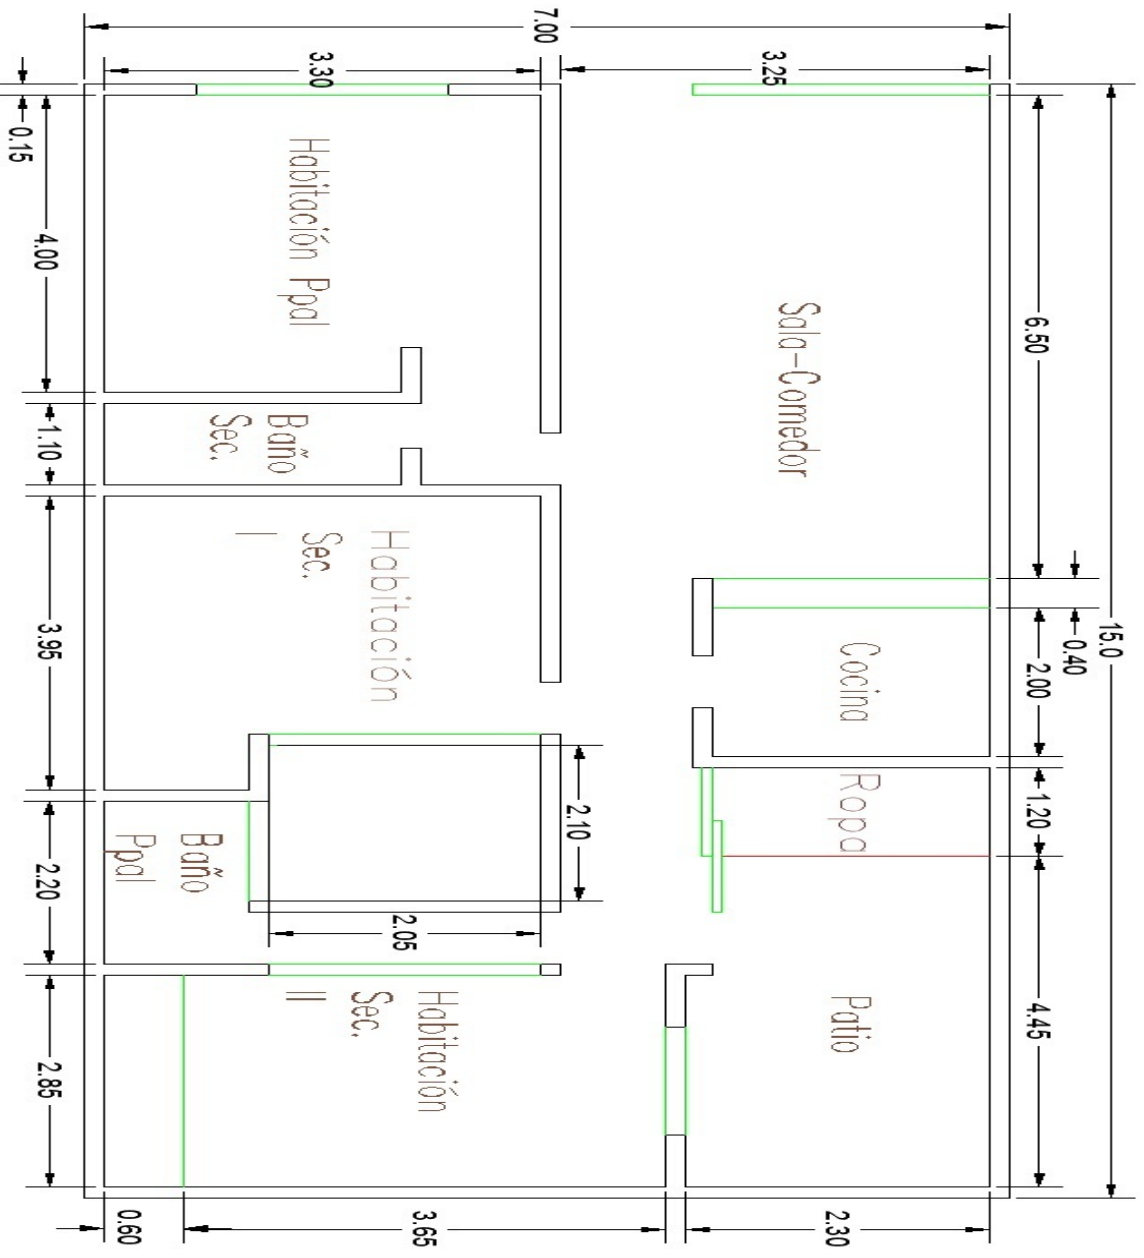 7.00
3.30
3.25
0.15
4.00
1.10
3.95
2.20
2.85
Habitación Ppal
Sala-Comedor
Baño
Sec.
Habitación
Sec.
I
Cocina
Ropa
Baño
Ppal
Habitación
Sec.
II
Patio
2.10
2.05
15.0
6.50
0.40
2.00
1.20
4.45
0.60
3.65
2.30